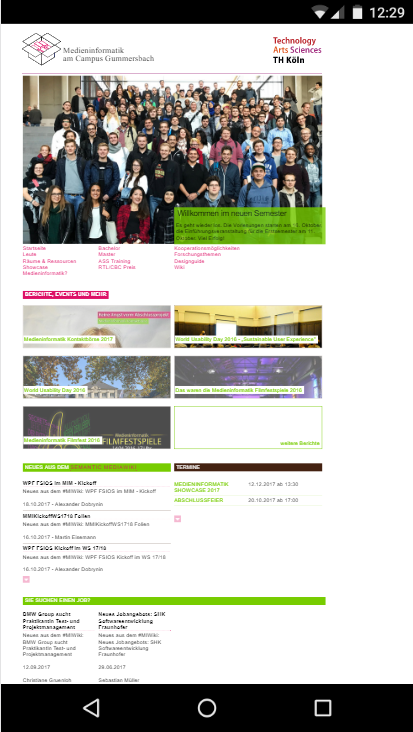 12:29
Medieninformatik
am Campus Gummersbach
Technology
Arts Sciences
TH Köln
Willkommen im neuen Semester
Es geht wieder los: Die Vorlesungen starten am
Oktober
die Einführungsveranstaltung für die Erstsemester am
Uhr. Viel Erfolg!
Startseite
Leute
Räume & Ressourcen
Showcase
Medieninformatik?
Bachelor
Master
ASS Training
RTL/CBC Preis
Kooperationsmöglichkeiten
Forschungsthemen
Designguide
Wiki
BERICHTE, EVENTS UND MEHR
Medieninformatik Kontaktbörse 2017
World Usability Day 2016 - „Sustainable User Experience“
World Usability Day 2016
Das waren die Medieninformatik Filmfestspiele 2016
Medieninformatik Filmfest 2016
FILMFESTSPIELE
weitere Berichte
NEUES AUS DEM SEMANTIC MEDIAWIKI
WPF FSIOS im MIM - Kickoff
Neues aus dem #MIWiki: WPF FSIOS im MIM - Kickoff
18.10.2017 - Alexander Dobrynin
MMIKickoffWS1718 Folien
Neues aus dem #MIWiki: MMIKickoffWS1718 Folien
16.10.2017 - Martin Eisemann
WPF FSIOS Kickoff im WS 17/18
Neues aus dem #MIWiki: WPF FSIOS Kickoff im WS 17/18
16.10.2017 - Alexander Dobrynin
TERMINE
MEDIENINFORMATIK
SHOWCASE 2017
12.12.2017 ab 13:30
ABSCHLUSSFEIER
20.10.2017 ab 17:00
SIE SUCHEN EINEN JOB?
BMW Group sucht
Praktikantin Test- und
Projektmanagement
Neues aus dem #MIWiki:
BMW Group sucht
Praktikantin Test- und
Projektmanagement
12.09.2017
Christiane Gruenloh
Neues Jobangebots: SHK
Softwareentwicklung
Fraunhofer
Neues aus dem #MIWiki:
Neues Jobangebots: SHK
Softwareentwicklung
Fraunhofer
29.06.2017
Sebastian Müller